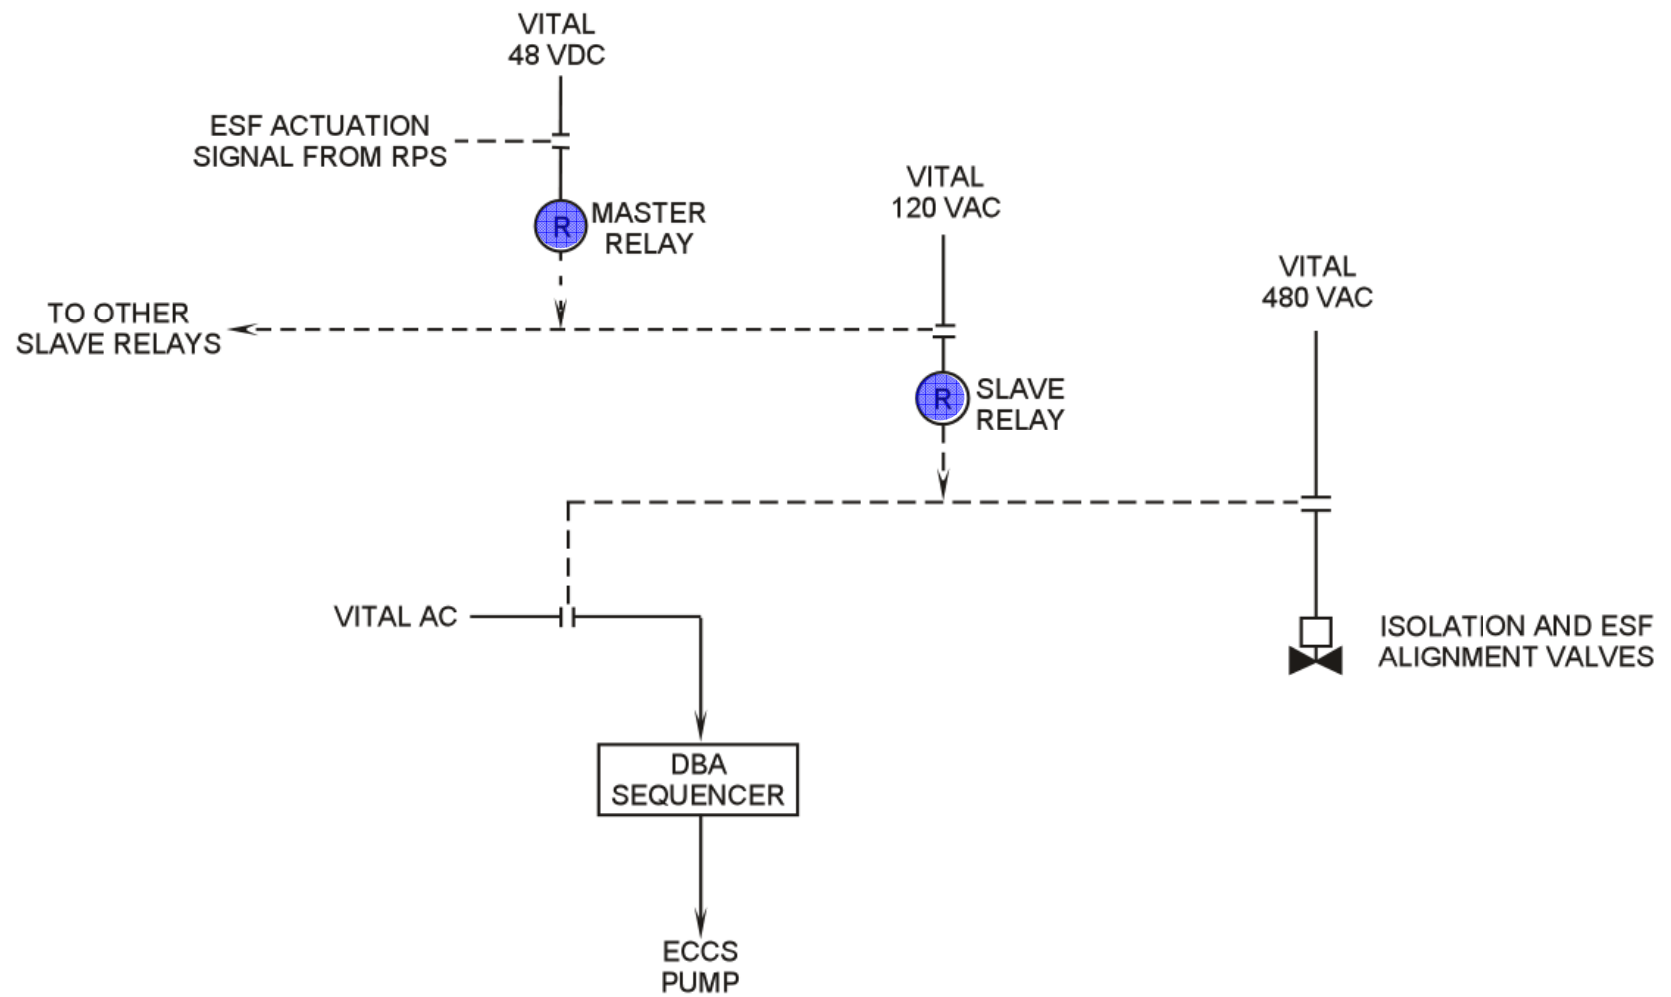 VITAL
48 VDC
ESF ACTUATION
SIGNAL FROM RPS
VITAL
120 VAC
R
MASTER
RELAY
VITAL
480 VAC
TO OTHER
SLAVE RELAYS
R
SLAVE
RELAY
VITAL AC
ISOLATION AND ESF
ALIGNMENT VALVES
DBA
SEQUENCER
ECCS
PUMP